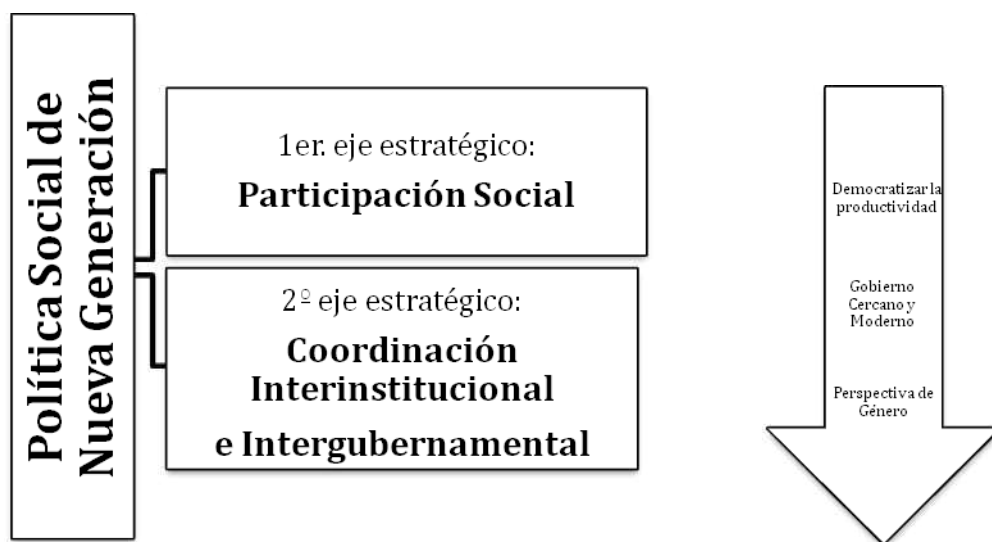 Política Social de
Nueva Generación
1er. eje estratégico:
Participación Social
2º eje estratégico:
Coordinación
Interinstitucional
e Intergubernamental
Democratizar la
productividad
Gobierno
Cercano y
Moderno
Perspectiva de
Género